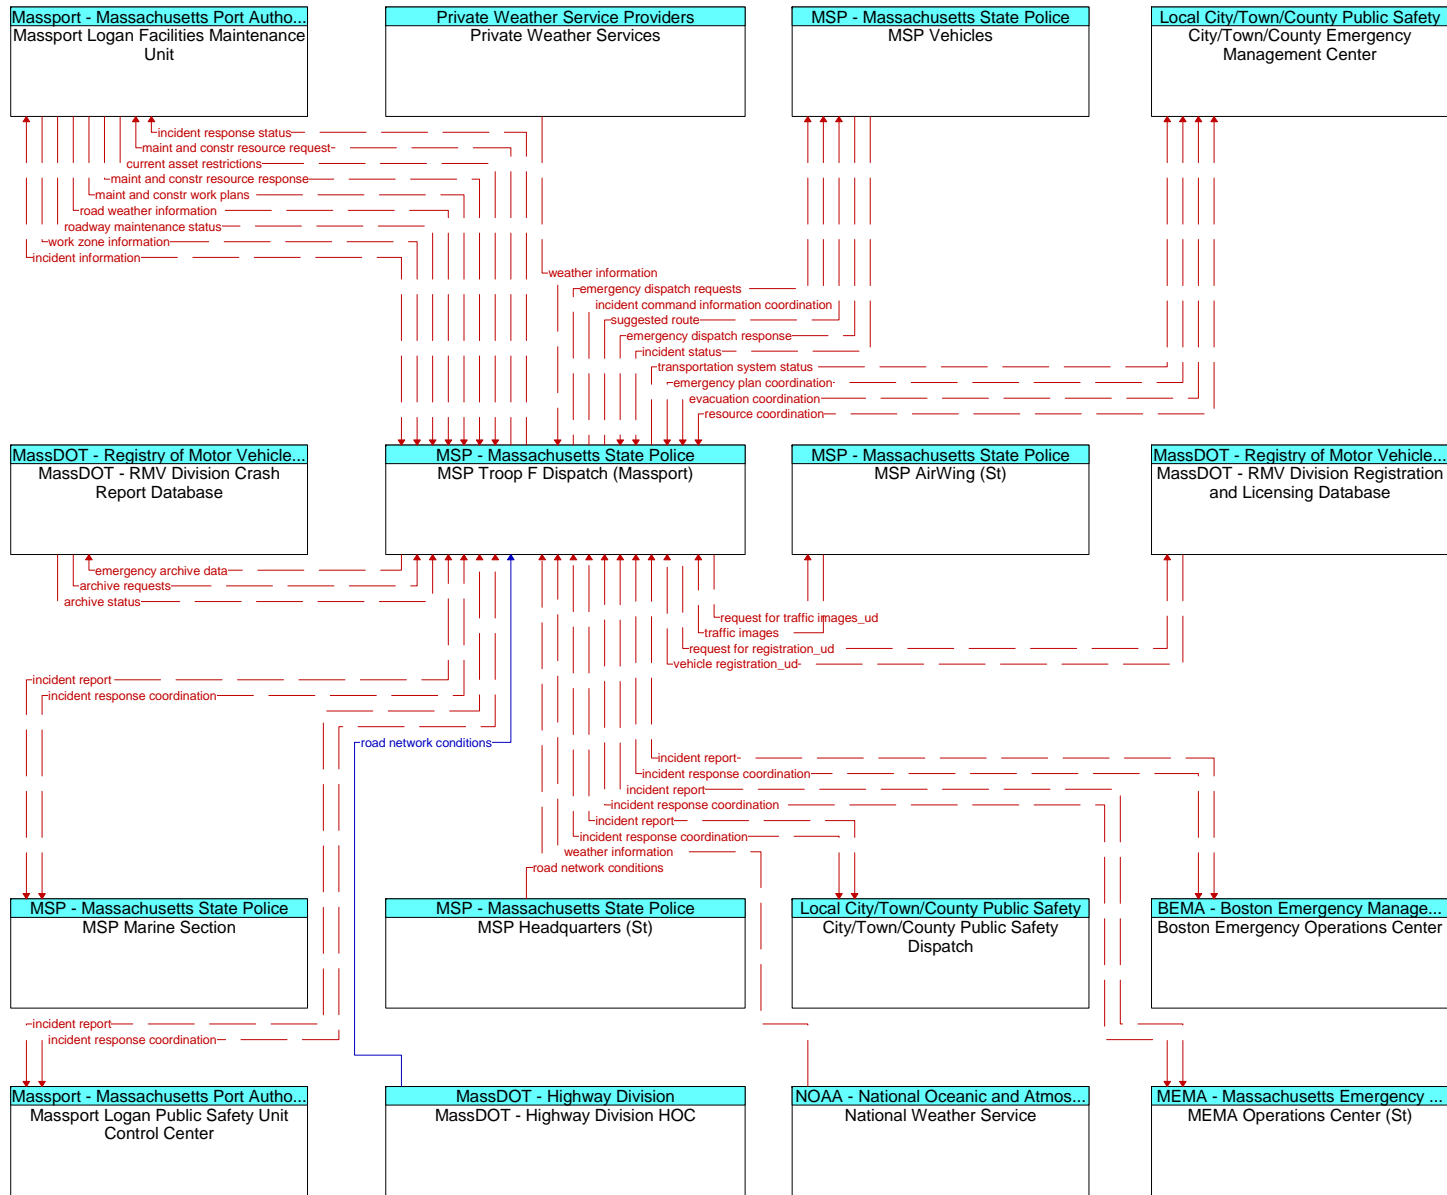 Massport - Massachusetts Port Autho...
Massport Logan Facilities Maintenance
Unit
Private Weather Service Providers
Private Weather Services
MSP - Massachusetts State Police
MSP Vehicles
Local City/Town/County Public Safety
City/Town/County Emergency
Management Center
incident response status
maint and constr resource request
current asset restrictions
maint and constr resource response
maint and constr work plans
road weather information
roadway maintenance status
work zone information
incident information
weather information
emergency dispatch requests
incident command information coordination
suggested route
emergency dispatch response
incident status
transportation system status
emergency plan coordination
evacuation coordination
resource coordination
MassDOT - Registry of Motor Vehicle...
MassDOT - RMV Division Crash
Report Database
MSP - Massachusetts State Police
MSP Troop F Dispatch (Massport)
MSP - Massachusetts State Police
MSP AirWing (St)
MassDOT - Registry of Motor Vehicle...
MassDOT - RMV Division Registration
and Licensing Database
emergency archive data
archive requests
archive status
request for traffic images_ud
traffic images
request for registration_ud
vehicle registration_ud
incident report
incident response coordination
road network conditions
incident report
incident response coordination
incident report
incident response coordination
incident report
incident response coordination
weather information
road network conditions
MSP - Massachusetts State Police
MSP Marine Section
MSP - Massachusetts State Police
MSP Headquarters (St)
Local City/Town/County Public Safety
City/Town/County Public Safety
Dispatch
BEMA - Boston Emergency Manage...
Boston Emergency Operations Center
incident report
incident response coordination
Massport - Massachusetts Port Autho...
Massport Logan Public Safety Unit
Control Center
MassDOT - Highway Division
MassDOT - Highway Division HOC
NOAA - National Oceanic and Atmos...
National Weather Service
MEMA - Massachusetts Emergency ...
MEMA Operations Center (St)